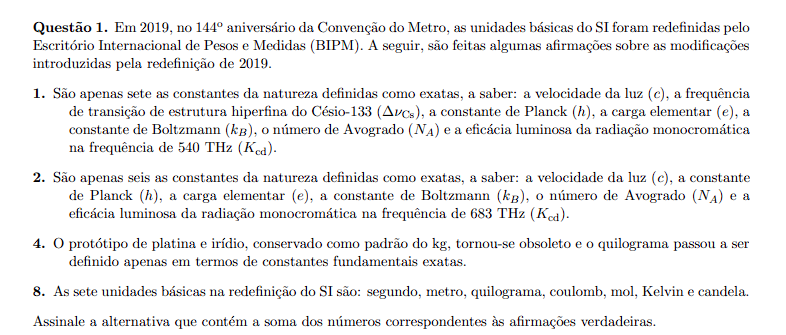 Questão 1. Em 2019, no 144º aniversário da Convenção do Metro, as unidades básicas do SI foram redefinidas pelo
Escritório Internacional de Pesos e Medidas (BIPM). A seguir, são feitas algumas afirmações sobre as modificações
introduzidas pela redefinição de 2019.
1. São apenas sete as constantes da natureza definidas como exatas, a saber: a velocidade da luz (c), a frequência
de transição de estrutura hiperfina do Césio-133 (Δν_Cs), a constante de Planck (h), a carga elementar (e), a
constante de Boltzmann (k_B), o número de Avogrado (N_A) e a eficácia luminosa da radiação monocromática
na frequência de 540 THz (K_cd).
2. São apenas seis as constantes da natureza definidas como exatas, a saber: a velocidade da luz (c), a constante
de Planck (h), a carga elementar (e), a constante de Boltzmann (k_B), o número de Avogrado (N_A) e a
eficácia luminosa da radiação monocromática na frequência de 683 THz (K_cd).
4. O protótipo de platina e irídio, conservado como padrão do kg, tornou-se obsoleto e o quilograma passou a ser
definido apenas em termos de constantes fundamentais exatas.
8. As sete unidades básicas na redefinição do SI são: segundo, metro, quilograma, coulomb, mol, Kelvin e candela.
Assinale a alternativa que contém a soma dos números correspondentes às afirmações verdadeiras.